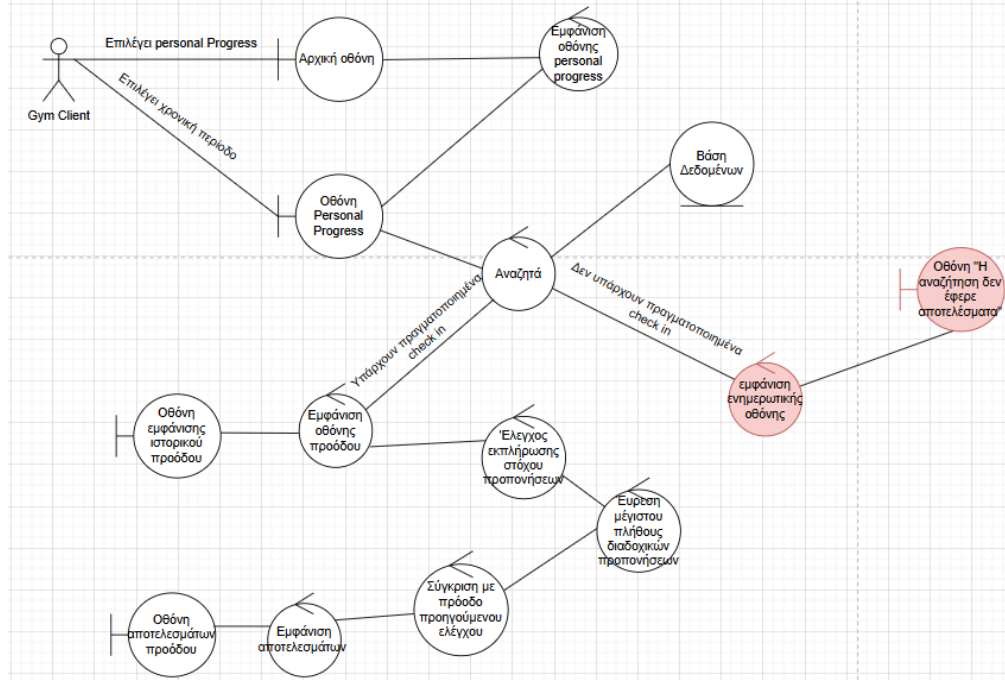 Επιλέγει personal Progress
Αρχική οθόνη
Εμφάνιση
οθόνης
personal
progress
Gym Client
Επιλέγει χρονική περίοδο
Οθόνη
Personal
Progress
Βάση
Δεδομένων
Αναζητά
Δεν υπάρχουν πραγματοποιημένα
check in
Οθόνη "Η
αναζήτηση δεν
έφερε
αποτελέσματα"
Υπάρχουν πραγματοποιημένα
check in
εμφάνιση
ενημερωτικής
οθόνης
Οθόνη
εμφάνισης
ιστορικού
προόδου
Εμφάνιση
οθόνης
προόδου
Έλεγχος
εκπλήρωσης
στόχου
προπονήσεων
Εύρεση
μέγιστου
πλήθους
διαδοχικών
προπονήσεων
Σύγκριση με
πρόοδο
προηγούμενου
ελέγχου
Εμφάνιση
αποτελεσμάτων
Οθόνη
αποτελεσμάτων
προόδου